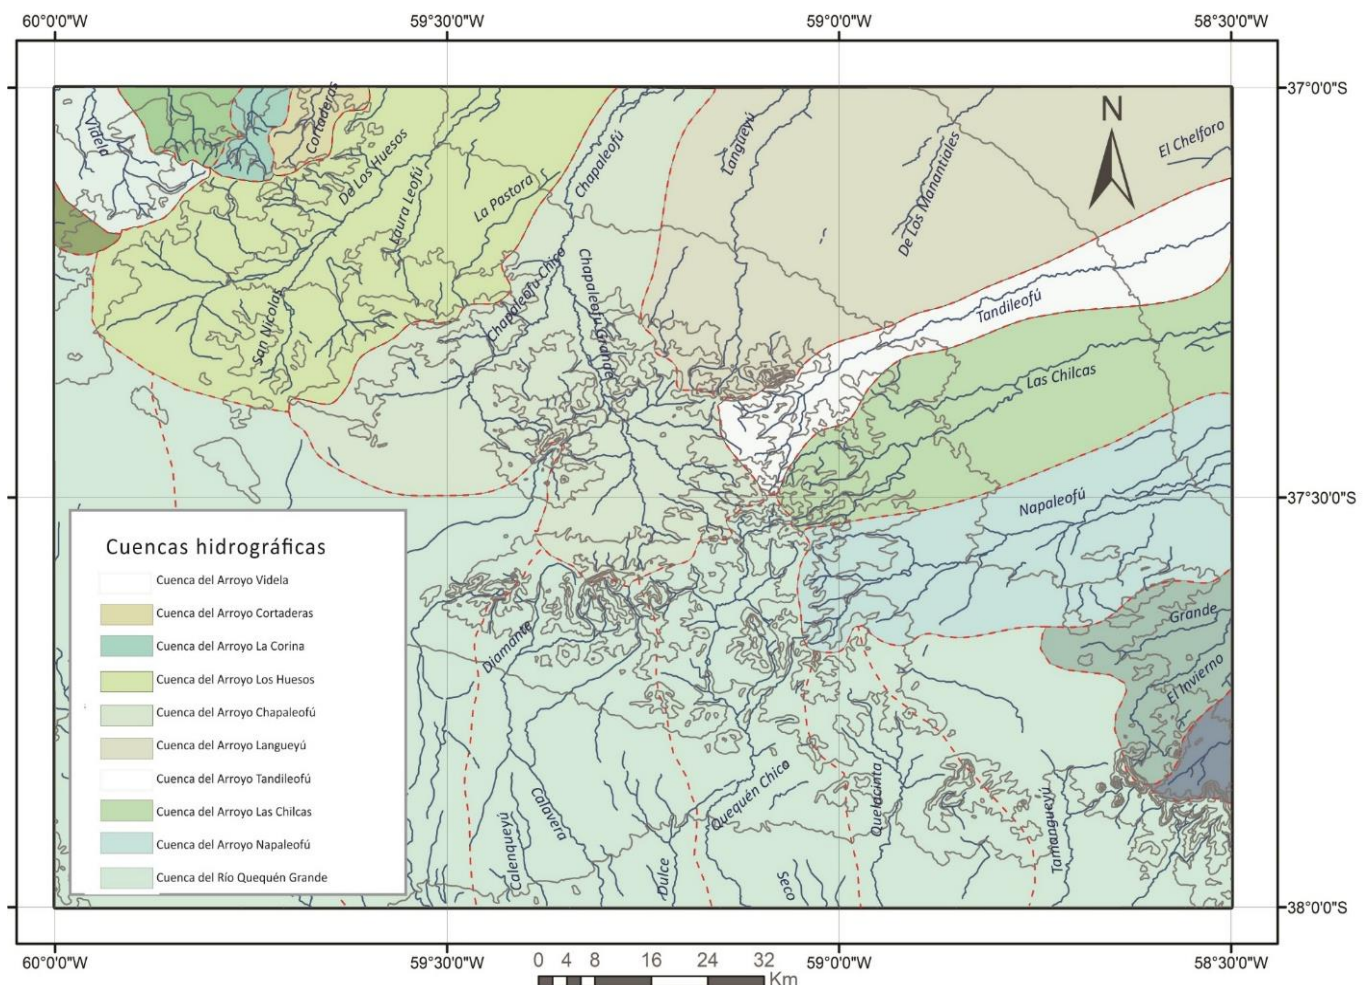 60°0'0"W
59°30'0"W
59°0'0"W
58°30'0"W
37°0'0"S
37°30'0"S
38°0'0"S
N
Videla
Cortaderas
De Los Huesos
Laura Leofú
La Pastora
San Nicolas
Chapaleofú
Chapaleofú Chico
Chapaleofú Grande
Langueyú
De Los Manantiales
El Chelforo
Tandileofú
Las Chilcas
Napaleofú
Grande
El Invierno
Diamante
Calenqueyú
Calavera
Dulce
Quequén Chico
Seco
Quelacinta
Tamangueyú
Cuencas hidrográficas
Cuenca del Arroyo Videla
Cuenca del Arroyo Cortaderas
Cuenca del Arroyo La Corina
Cuenca del Arroyo Los Huesos
Cuenca del Arroyo Chapaleofú
Cuenca del Arroyo Langueyú
Cuenca del Arroyo Tandileofú
Cuenca del Arroyo Las Chilcas
Cuenca del Arroyo Napaleofú
Cuenca del Río Quequén Grande
60°0'0"W
59°30'0"W
59°0'0"W
58°30'0"W
0 4 8 16 24 32
Km